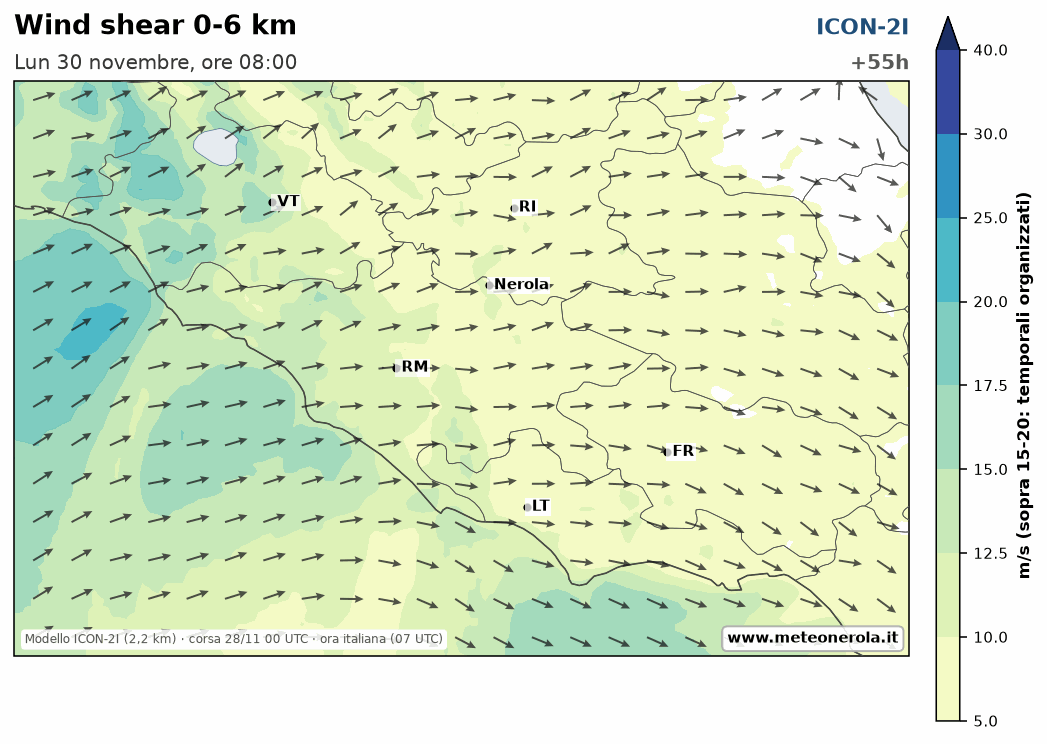 Wind shear 0-6 km
ICON-2I
Lun 30 novembre, ore 08:00
+55h
VT
RI
Nerola
RM
FR
LT
Modello ICON-2I (2,2 km) · corsa 28/11 00 UTC · ora italiana (07 UTC)
www.meteonerola.it
40.0
30.0
25.0
20.0
17.5
15.0
12.5
10.0
5.0
m/s (sopra 15-20: temporali organizzati)